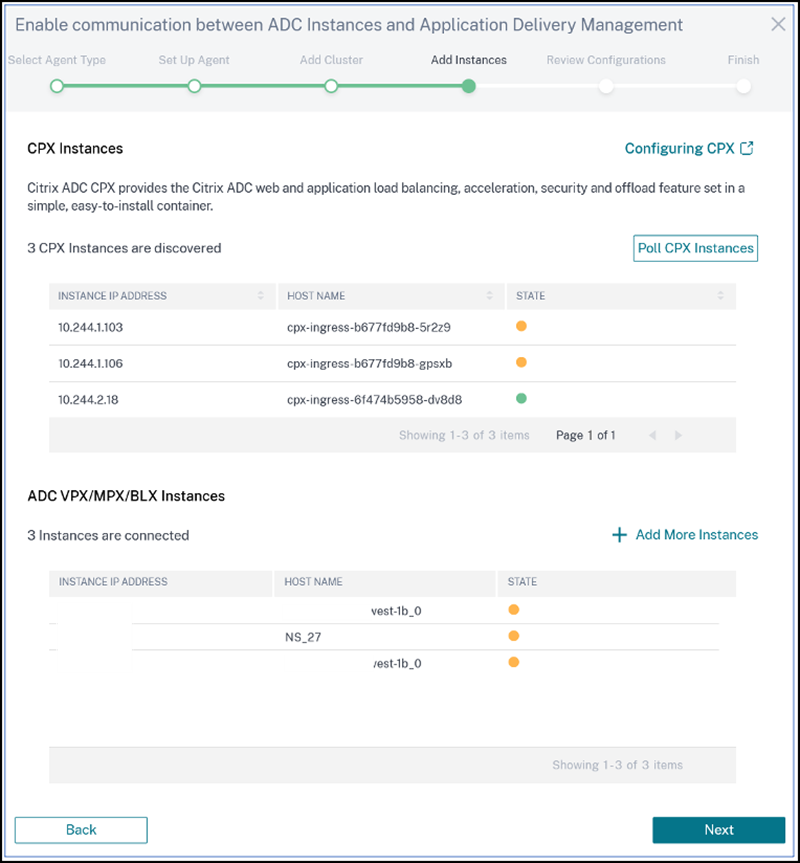 Enable communication between ADC Instances and Application Delivery Management
Select Agent Type Set Up Agent Add Cluster Add Instances Review Configurations Finish
CPX Instances Configuring CPX
Citrix ADC CPX provides the Citrix ADC web and application load balancing, acceleration, security and offload feature set in a
simple, easy-to-install container.
3 CPX Instances are discovered Poll CPX Instances
INSTANCE IP ADDRESS HOST NAME STATE
10.244.1.103 cpx-ingress-b677fd9b8-5r2z9
10.244.1.106 cpx-ingress-b677fd9b8-gpsxb
10.244.2.18 cpx-ingress-6f474b5958-dv8d8
Showing 1-3 of 3 items Page 1 of 1
ADC VPX/MPX/BLX Instances
3 Instances are connected + Add More Instances
INSTANCE IP ADDRESS HOST NAME STATE
vest-1b_0
NS_27
vest-1b_0
Showing 1-3 of 3 items
Back Next